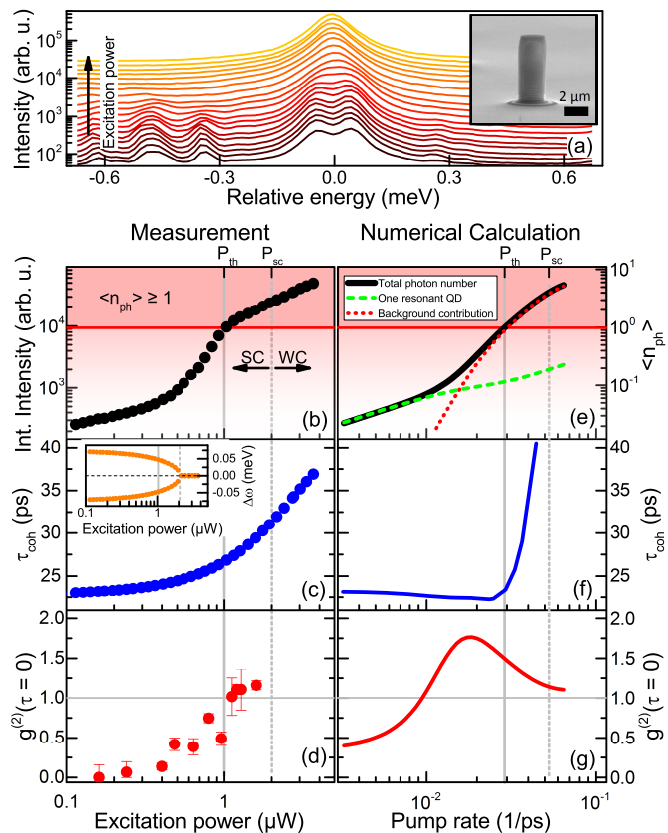 Intensity (arb. u.)
10^5
10^4
10^3
10^2
Excitation power
2 μm
(a)
-0.6 -0.3 0.0 0.3 0.6
Relative energy (meV)
Measurement
Numerical Calculation
P_th P_sc
P_th P_sc
Int. Intensity (arb. u.)
10^4
10^3
<n_ph> ≥ 1
SC WC
(b)
Total photon number
One resonant QD
Background contribution
(e)
10^1
10^0
10^-1
<n_ph>
τ_coh (ps)
40
35
30
25
0.05
0.00
-0.05
Δω (meV)
0.1 1
Excitation power (μW)
(c)
(f)
40
35
30
25
τ_coh (ps)
g^(2)(τ = 0)
2.0
1.5
1.0
0.5
0.0
(d)
(g)
2.0
1.5
1.0
0.5
0.0
g^(2)(τ = 0)
0.1 1
Excitation power (μW)
10^-2 10^-1
Pump rate (1/ps)